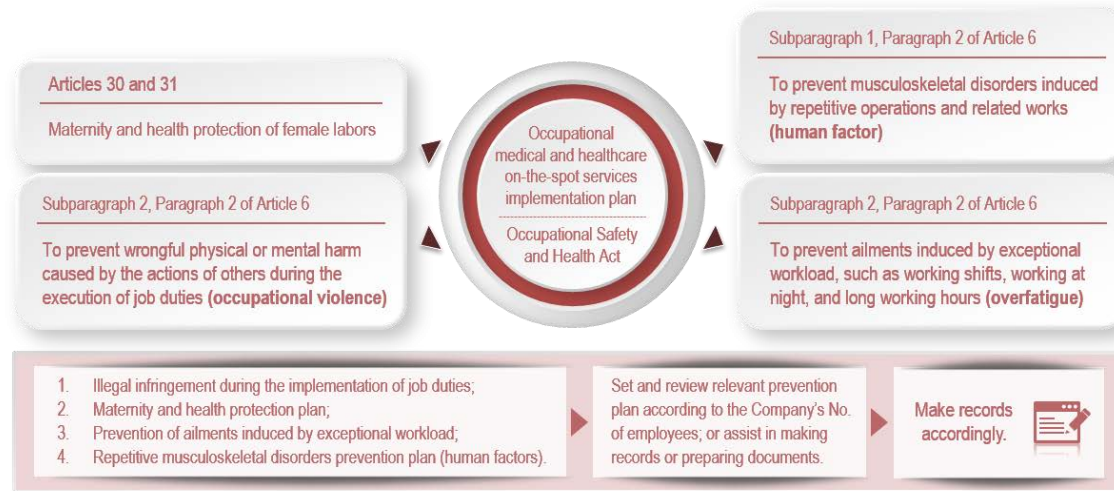 Articles 30 and 31
Maternity and health protection of female labors
Subparagraph 2, Paragraph 2 of Article 6
To prevent wrongful physical or mental harm
caused by the actions of others during the
execution of job duties (occupational violence)
Occupational
medical and healthcare
on-the-spot services
implementation plan
Occupational Safety
and Health Act
Subparagraph 1, Paragraph 2 of Article 6
To prevent musculoskeletal disorders induced
by repetitive operations and related works
(human factor)
Subparagraph 2, Paragraph 2 of Article 6
To prevent ailments induced by exceptional
workload, such as working shifts, working at
night, and long working hours (overfatigue)
1. Illegal infringement during the implementation of job duties;
2. Maternity and health protection plan;
3. Prevention of ailments induced by exceptional workload;
4. Repetitive musculoskeletal disorders prevention plan (human factors).
Set and review relevant prevention
plan according to the Company's No.
of employees; or assist in making
records or preparing documents.
Make records
accordingly.